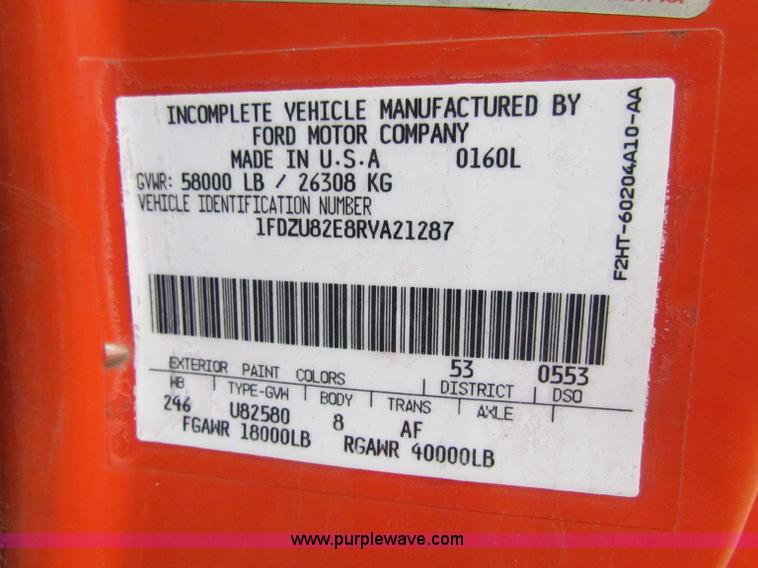 INCOMPLETE VEHICLE MANUFACTURED BY
FORD MOTOR COMPANY
MADE IN U.S.A 0160L
GVWR: 58000 LB / 26308 KG
VEHICLE IDENTIFICATION NUMBER
1FDZU82E8RVA21287
F2HT-60204A10-AA
EXTERIOR PAINT COLORS 53 DISTRICT 0553 DSO
WB TYPE-GVW BODY TRANS AXLE
246 U82580 8 AF
FGAWR 18000LB RGAWR 40000LB
www.purplewave.com